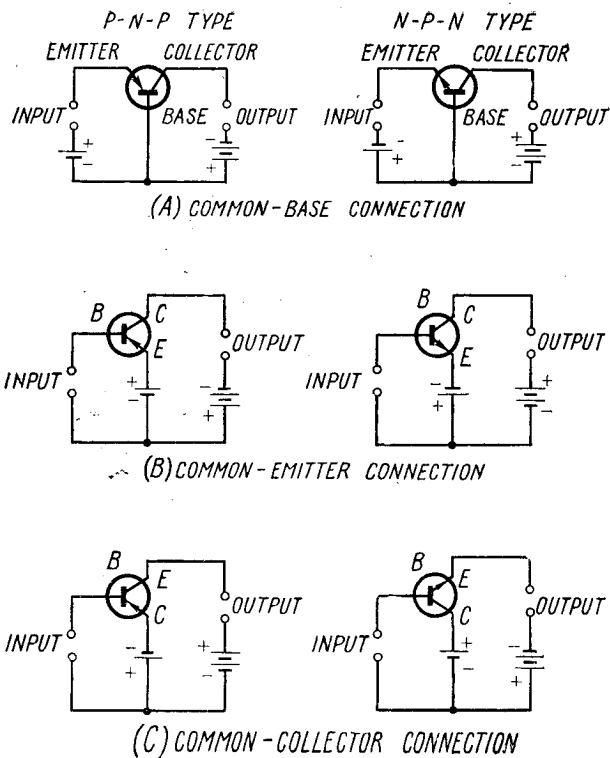 P-N-P TYPE
N-P-N TYPE
EMITTER COLLECTOR
EMITTER COLLECTOR
INPUT
BASE
OUTPUT
INPUT
BASE
OUTPUT
+
-
-
+
-
+
+
-
(A) COMMON-BASE CONNECTION
B
C
E
INPUT
OUTPUT
+
-
-
+
B
C
E
INPUT
OUTPUT
-
+
+
-
(B) COMMON-EMITTER CONNECTION
B
E
C
INPUT
OUTPUT
-
+
+
-
B
E
C
INPUT
OUTPUT
+
-
-
+
(C) COMMON-COLLECTOR CONNECTION